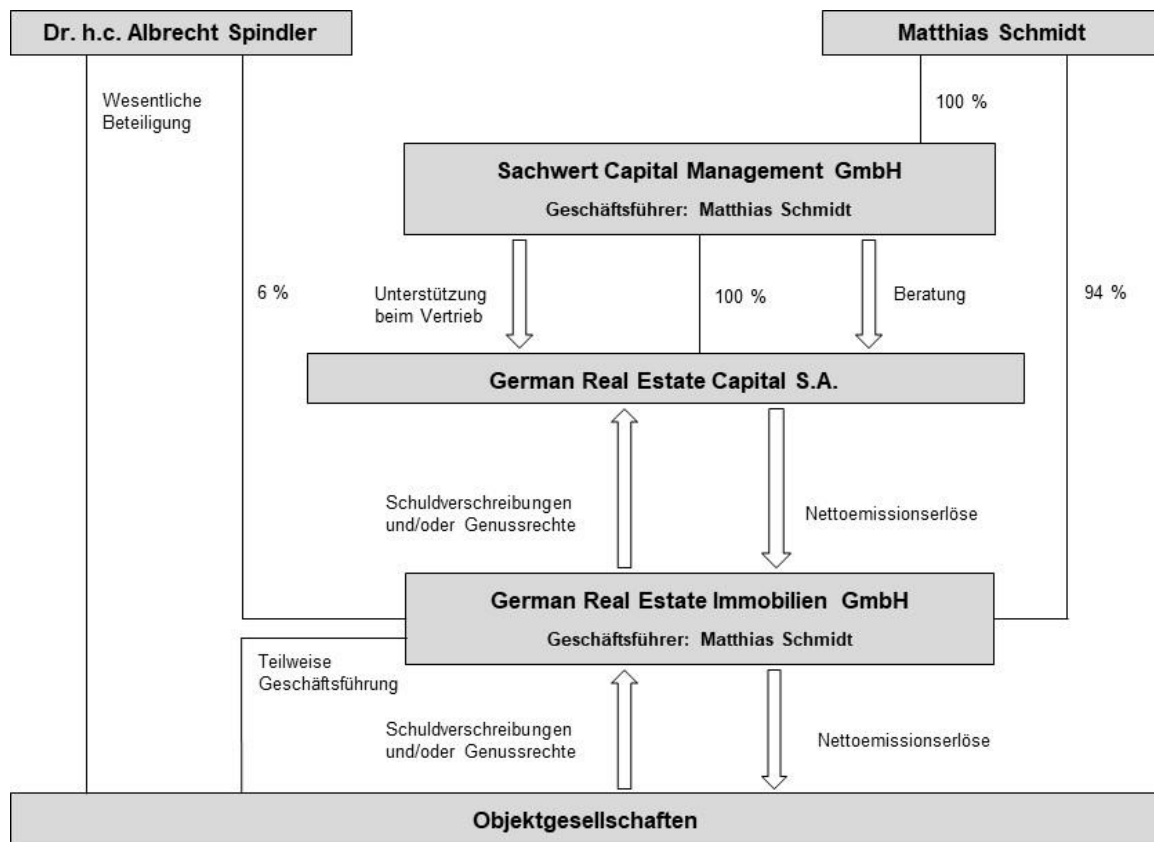 Dr. h.c. Albrecht Spindler
Matthias Schmidt
Wesentliche
Beteiligung
100 %
Sachwert Capital Management GmbH
Geschäftsführer: Matthias Schmidt
6 %
Unterstützung
beim Vertrieb
100 %
Beratung
94 %
German Real Estate Capital S.A.
Schuldverschreibungen
und/oder Genussrechte
Nettoemissionserlöse
German Real Estate Immobilien GmbH
Geschäftsführer: Matthias Schmidt
Teilweise
Geschäftsführung
Schuldverschreibungen
und/oder Genussrechte
Nettoemissionserlöse
Objektgesellschaften